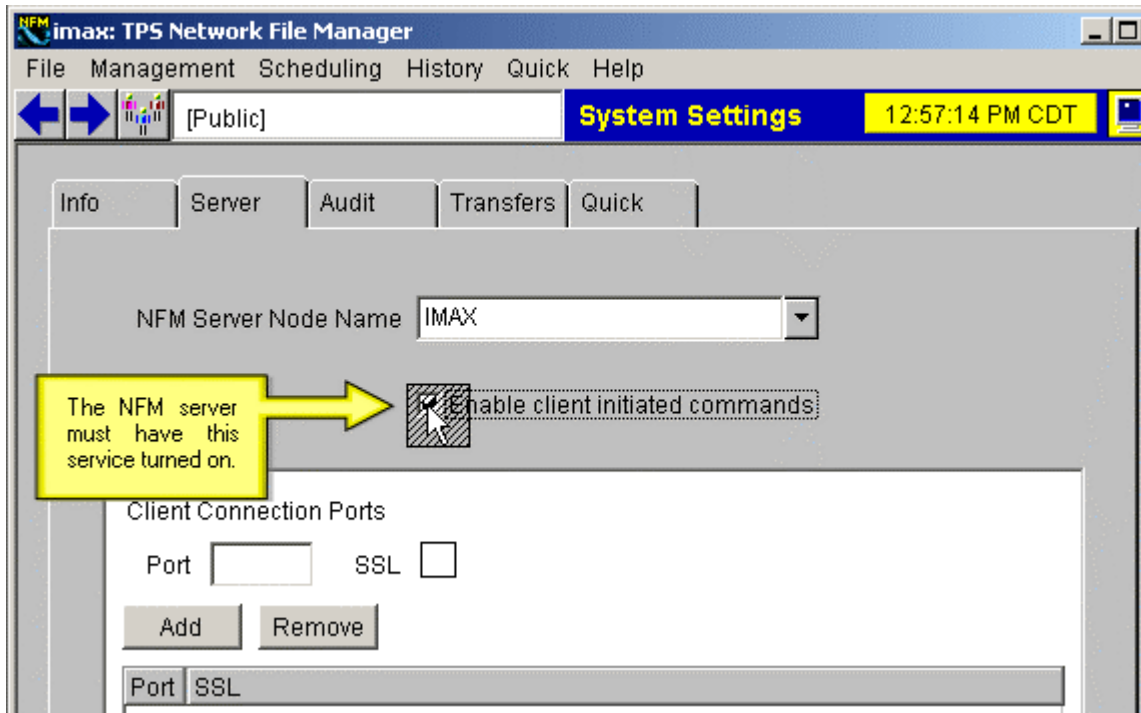 NFM
imax: TPS Network File Manager
File Management Scheduling History Quick Help
[Public]
System Settings
12:57:14 PM CDT
Info Server Audit Transfers Quick
NFM Server Node Name IMAX
Enable client initiated commands
The NFM server
must have this
service turned on.
Client Connection Ports
Port SSL
Add Remove
Port SSL